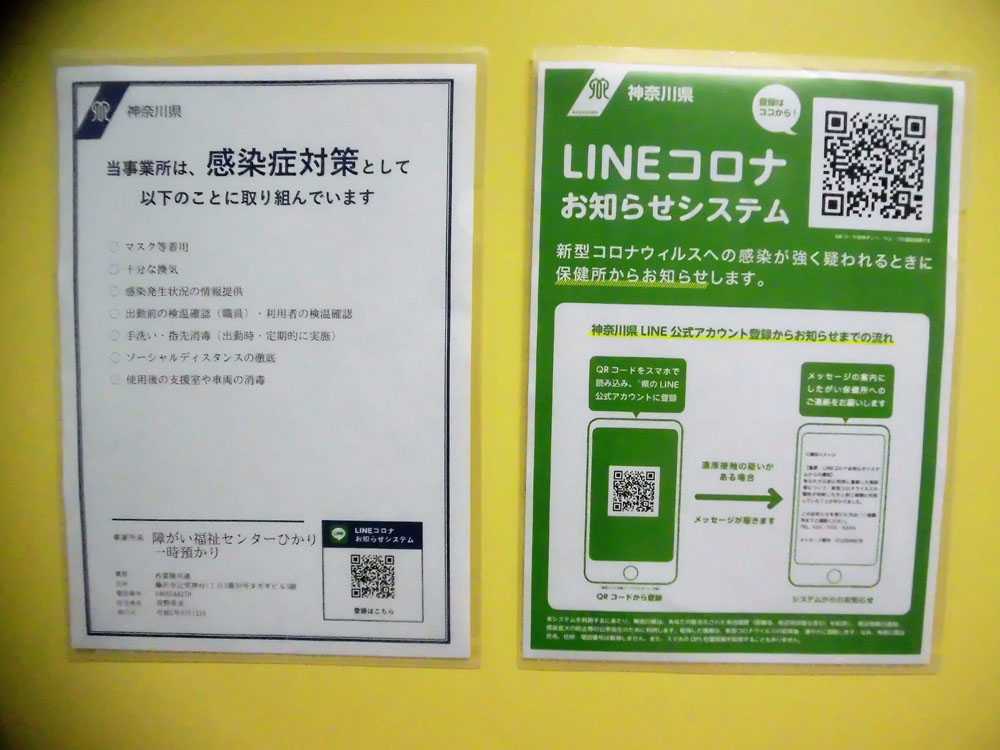 神奈川県
当事業所は、感染症対策として
以下のことに取り組んでいます
マスク等着用
十分な換気
感染発生状況の情報提供
出勤前の検温確認（職員）・利用者の検温確認
手洗い・指先消毒（出勤時・定期的に実施）
ソーシャルディスタンスの徹底
使用後の支援室や車両の消毒
事業所名 障がい福祉センターひかり
一時預かり
LINEコロナ
お知らせシステム
登録はこちら
神奈川県
登録は
ココから！
LINEコロナ
お知らせシステム
新型コロナウィルスへの感染が強く疑われるときに
保健所からお知らせします。
神奈川県 LINE 公式アカウント登録からお知らせまでの流れ
QRコードをスマホで
読み込み、県のLINE
公式アカウントに登録
QRコードから登録
濃厚接触の疑いが
ある場合
メッセージが届きます
メッセージの案内に
したがい保健所への
ご連絡をお願いします
システムからのお知らせ